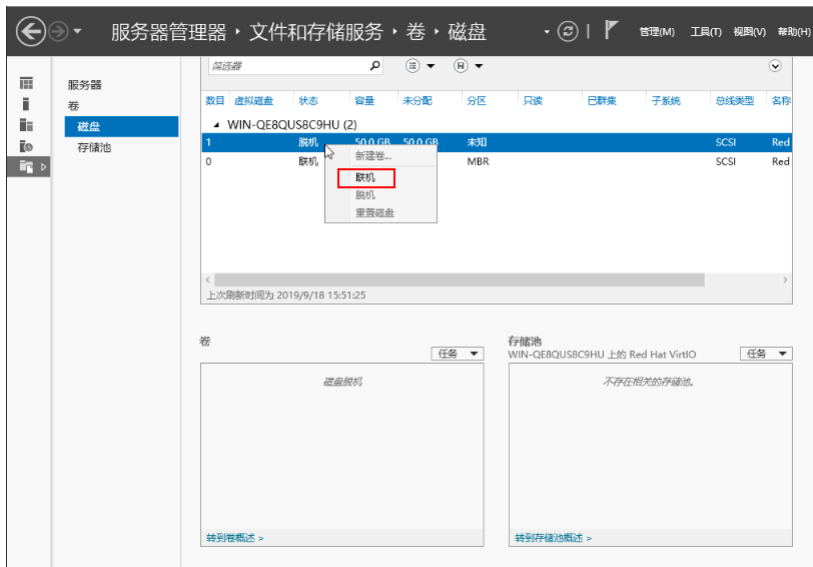 服务器管理器 ▸ 文件和存储服务 ▸ 卷 ▸ 磁盘
管理(M) 工具(T) 视图(V) 帮助(H)
服务器
卷
磁盘
存储池
筛选器
数目 虚拟磁盘 状态 容量 未分配 分区 只读 已群集 子系统 总线类型 名称
WIN-QE8QUS8C9HU (2)
1 脱机 50.0 GB 50.0 GB 未知 SCSI Red
0 联机 MBR SCSI Red
新建卷...
联机
脱机
重置磁盘
上次刷新时间为 2019/9/18 15:51:25
卷
任务
磁盘脱机
转到卷概述 >
存储池
WIN-QE8QUS8C9HU 上的 Red Hat VirtIO
任务
不存在相关的存储池。
转到存储池概述 >